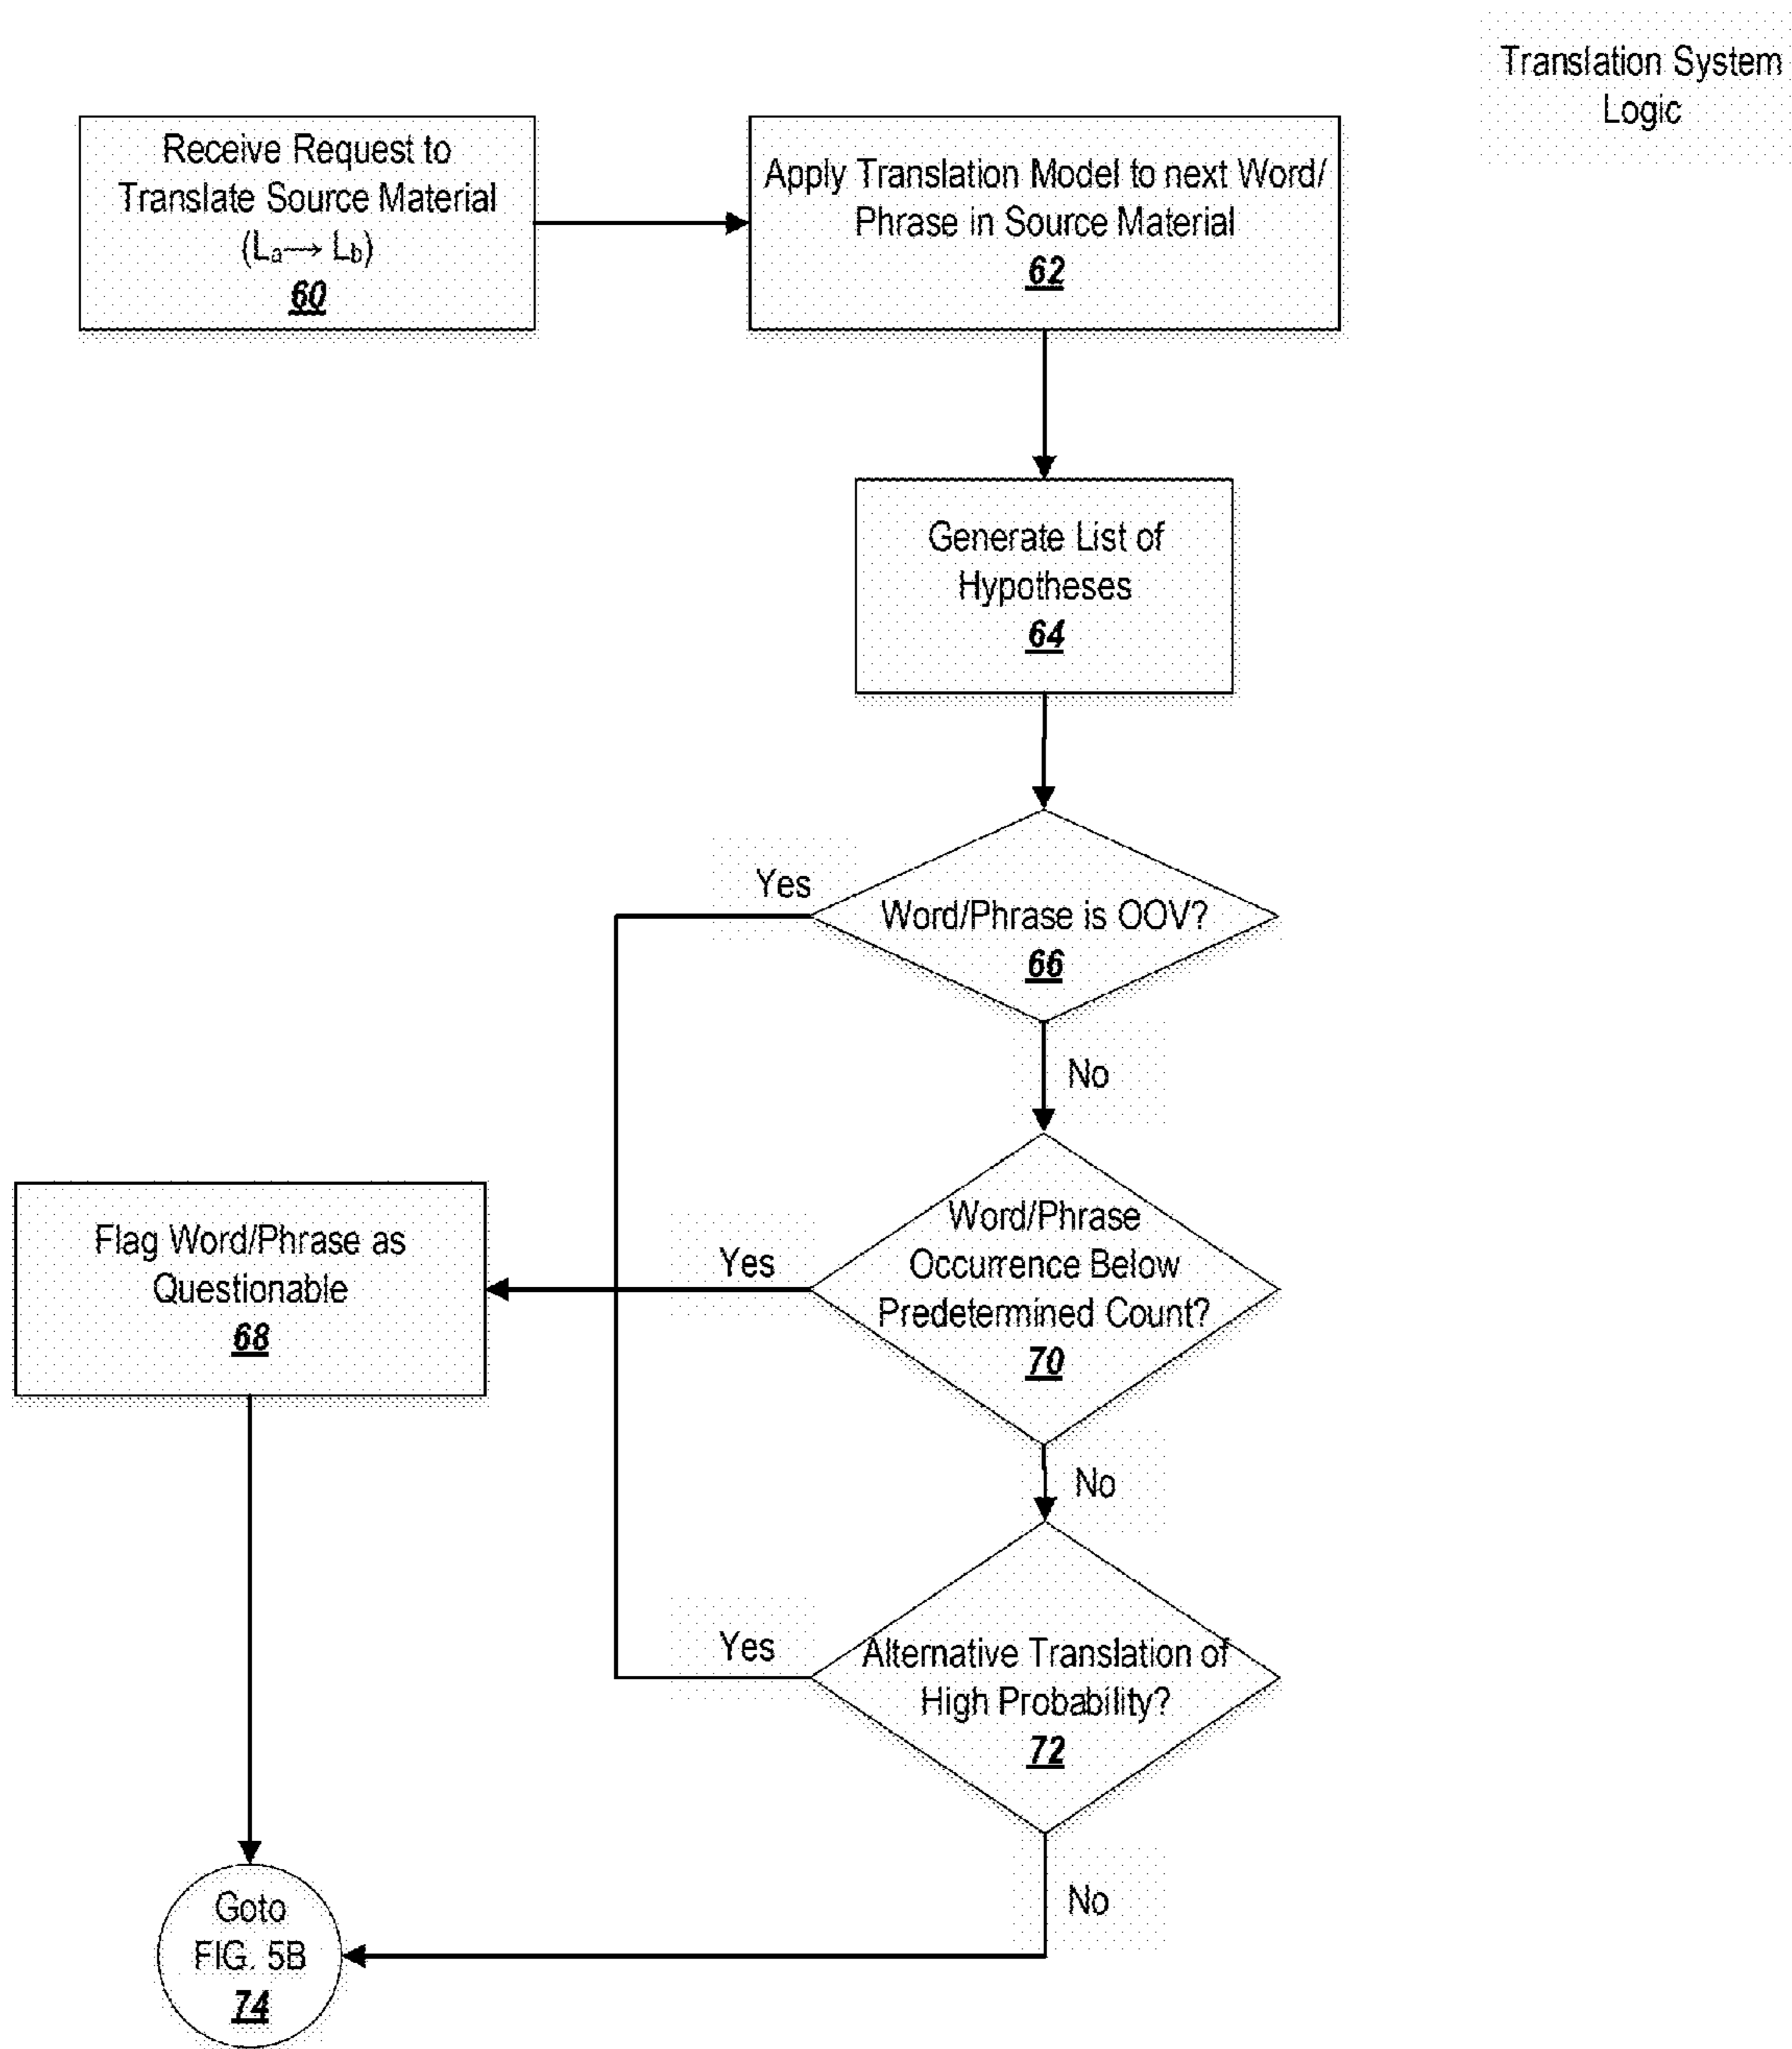 Translation System
Logic
Receive Request to
Translate Source Material
(La→ Lb)
60
Apply Translation Model to next Word/
Phrase in Source Material
62
Generate List of
Hypotheses
64
Yes
Word/Phrase is OOV?
66
No
Flag Word/Phrase as
Questionable
68
Yes
Word/Phrase
Occurrence Below
Predetermined Count?
70
No
Yes
Alternative Translation of
High Probability?
72
No
Goto
FIG. 5B
74